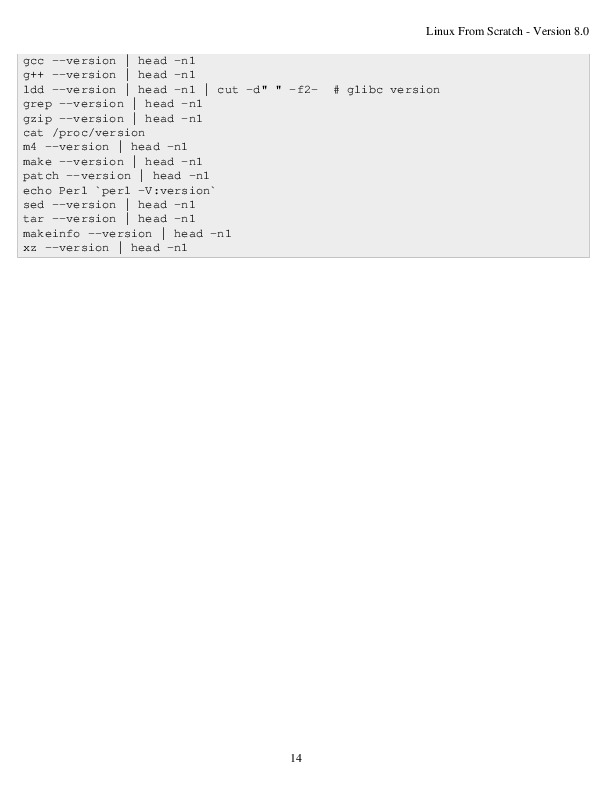 Linux From Scratch - Version 8.0
gcc --version | head -n1
g++ --version | head -n1
ldd --version | head -n1 | cut -d" " -f2-  # glibc version
grep --version | head -n1
gzip --version | head -n1
cat /proc/version
m4 --version | head -n1
make --version | head -n1
patch --version | head -n1
echo Perl `perl -V:version`
sed --version | head -n1
tar --version | head -n1
makeinfo --version | head -n1
xz --version | head -n1
14